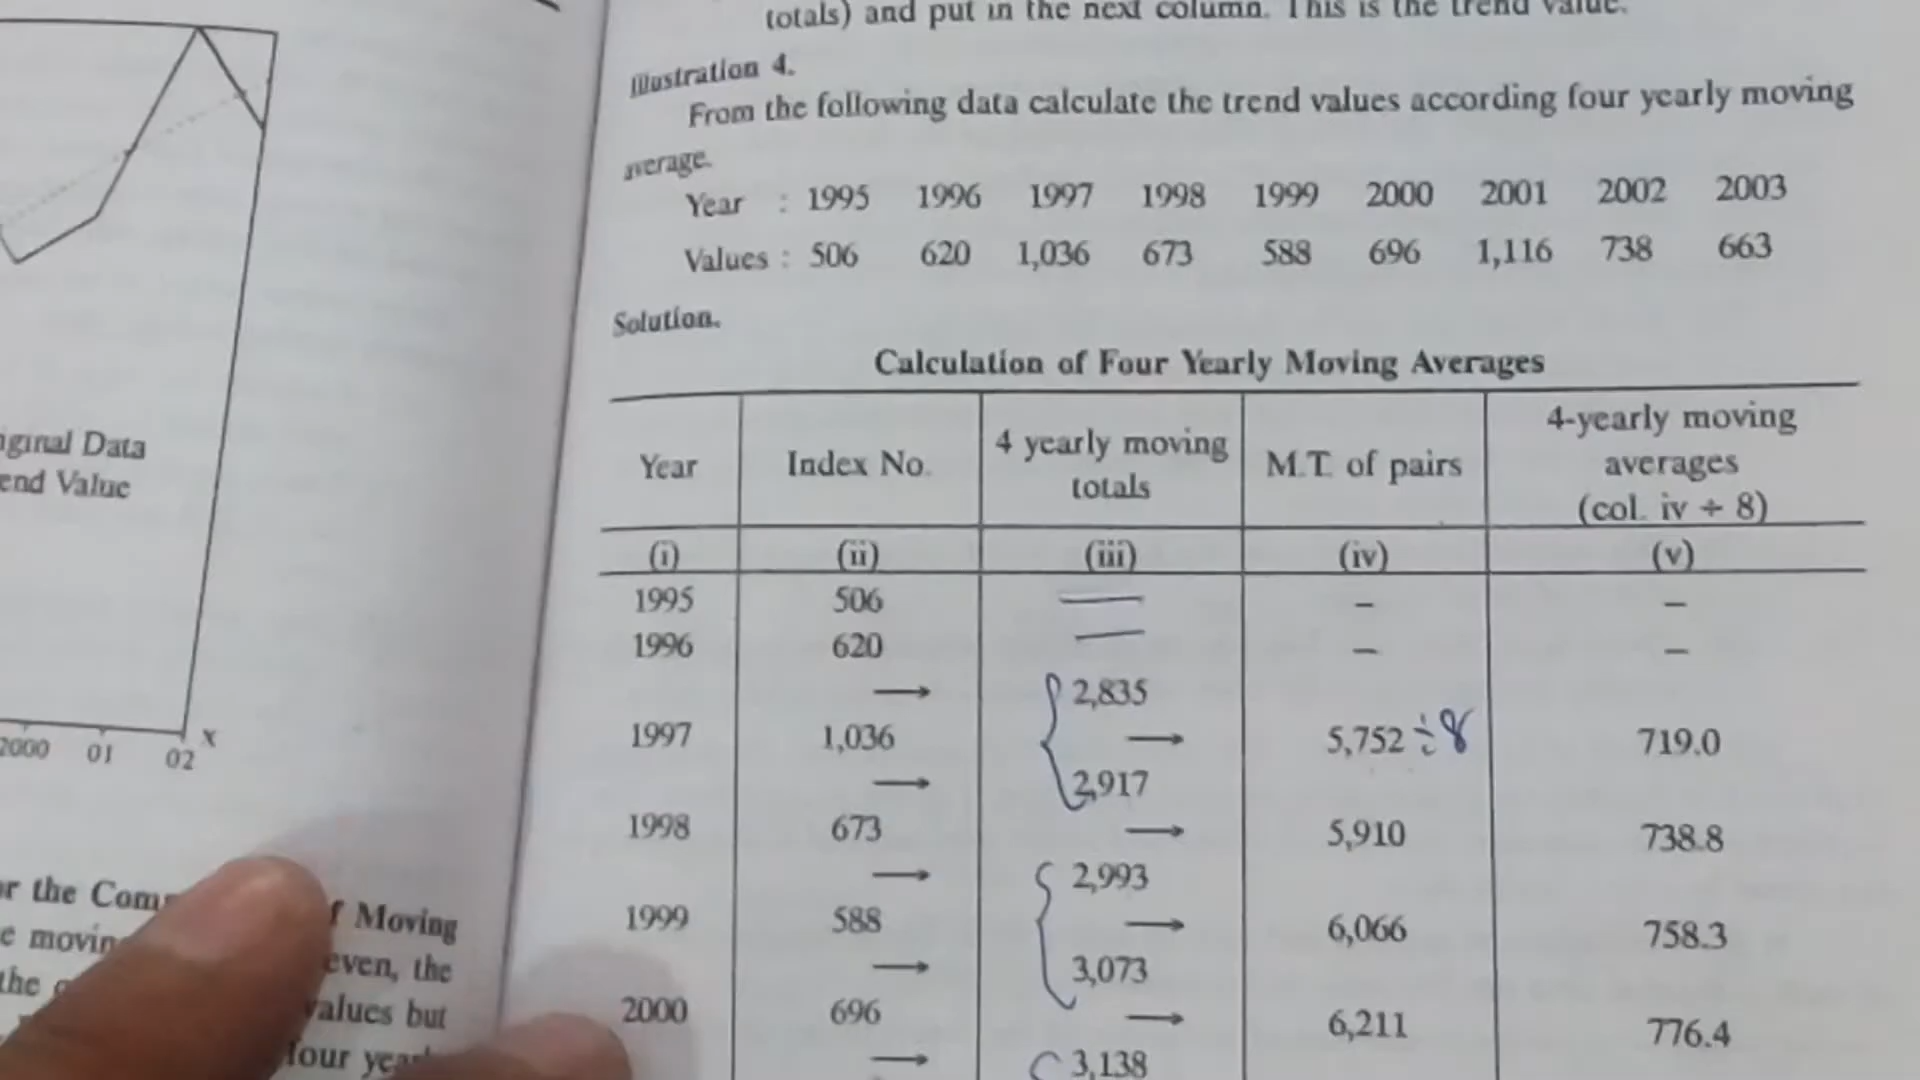 iginal Data
end Value
2000 01 02 x
or the Com f Moving
e movin even, the
the values but
four
totals) and put in the next column. This is the trend value.
Illustration 4.
From the following data calculate the trend values according four yearly moving
average.
Year : 1995 1996 1997 1998 1999 2000 2001 2002 2003
Values : 506 620 1,036 673 588 696 1,116 738 663
Solution.
Calculation of Four Yearly Moving Averages
Year Index No. 4 yearly moving totals M.T. of pairs 4-yearly moving averages (col. iv ÷ 8)
(i) (ii) (iii) (iv) (v)
1995 506 — – –
1996 620 — – –
→ 2,835
1997 1,036 → 5,752 ÷8 719.0
→ 2,917
1998 673 → 5,910 738.8
→ 2,993
1999 588 → 6,066 758.3
→ 3,073
2000 696 → 6,211 776.4
→ 3,138